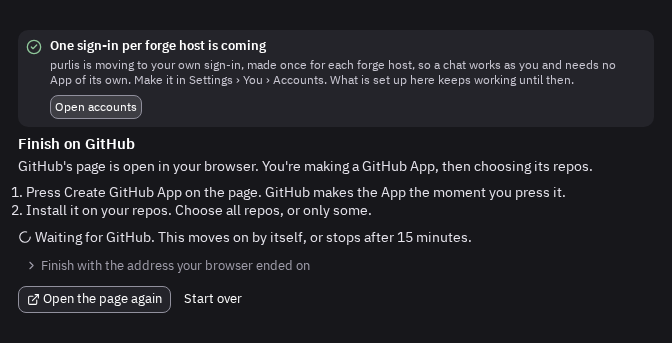 One sign-in per forge host is coming
purlis is moving to your own sign-in, made once for each forge host, so a chat works as you and needs no
App of its own. Make it in Settings › You › Accounts. What is set up here keeps working until then.
Open accounts
Finish on GitHub
GitHub's page is open in your browser. You're making a GitHub App, then choosing its repos.
1. Press Create GitHub App on the page. GitHub makes the App the moment you press it.
2. Install it on your repos. Choose all repos, or only some.
Waiting for GitHub. This moves on by itself, or stops after 15 minutes.
Finish with the address your browser ended on
Open the page again Start over